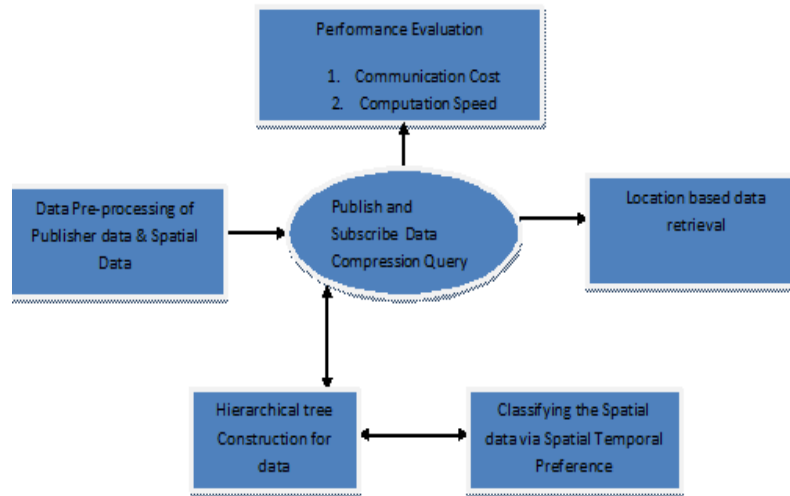 Performance Evaluation
1. Communication Cost
2. Computation Speed
Data Pre-processing of
Publisher data & Spatial
Data
Publish and
Subscribe Data
Compression Query
Location based data
retrieval
Hierarchical tree
Construction for
data
Classifying the Spatial
data via Spatial Temporal
Preference